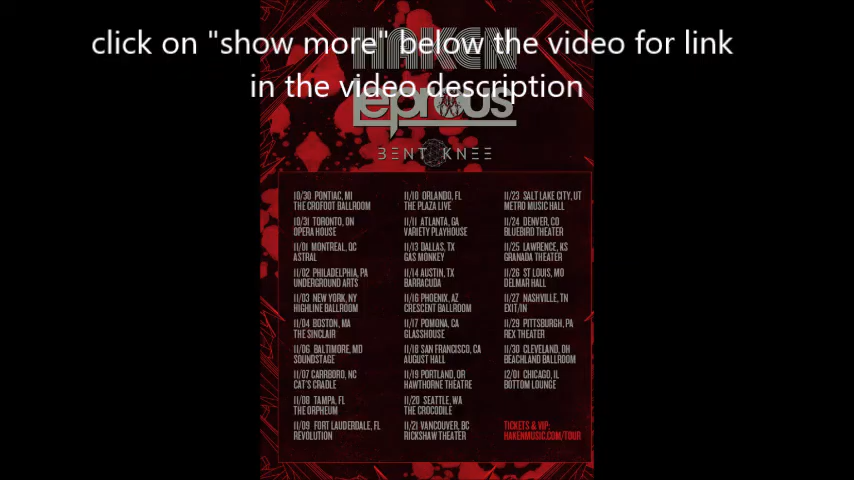 click on "show more" below the video for link
in the video description
HAKEN
leprous
BENT KNEE
10/30 PONTIAC, MI
THE CROFOOT BALLROOM
10/31 TORONTO, ON
OPERA HOUSE
11/01 MONTREAL, QC
ASTRAL
11/02 PHILADELPHIA, PA
UNDERGROUND ARTS
11/03 NEW YORK, NY
HIGHLINE BALLROOM
11/04 BOSTON, MA
THE SINCLAIR
11/06 BALTIMORE, MD
SOUNDSTAGE
11/07 CARRBORO, NC
CAT'S CRADLE
11/08 TAMPA, FL
THE ORPHEUM
11/09 FORT LAUDERDALE, FL
REVOLUTION
11/10 ORLANDO, FL
THE PLAZA LIVE
11/11 ATLANTA, GA
VARIETY PLAYHOUSE
11/13 DALLAS, TX
GAS MONKEY
11/14 AUSTIN, TX
BARRACUDA
11/16 PHOENIX, AZ
CRESCENT BALLROOM
11/17 POMONA, CA
GLASSHOUSE
11/18 SAN FRANCISCO, CA
AUGUST HALL
11/19 PORTLAND, OR
HAWTHORNE THEATRE
11/20 SEATTLE, WA
THE CROCODILE
11/21 VANCOUVER, BC
RICKSHAW THEATER
11/23 SALT LAKE CITY, UT
METRO MUSIC HALL
11/24 DENVER, CO
BLUEBIRD THEATER
11/25 LAWRENCE, KS
GRANADA THEATER
11/26 ST LOUIS, MO
DELMAR HALL
11/27 NASHVILLE, TN
EXIT/IN
11/29 PITTSBURGH, PA
REX THEATER
11/30 CLEVELAND, OH
BEACHLAND BALLROOM
12/01 CHICAGO, IL
BOTTOM LOUNGE
TICKETS & VIP:
HAKENMUSIC.COM/TOUR